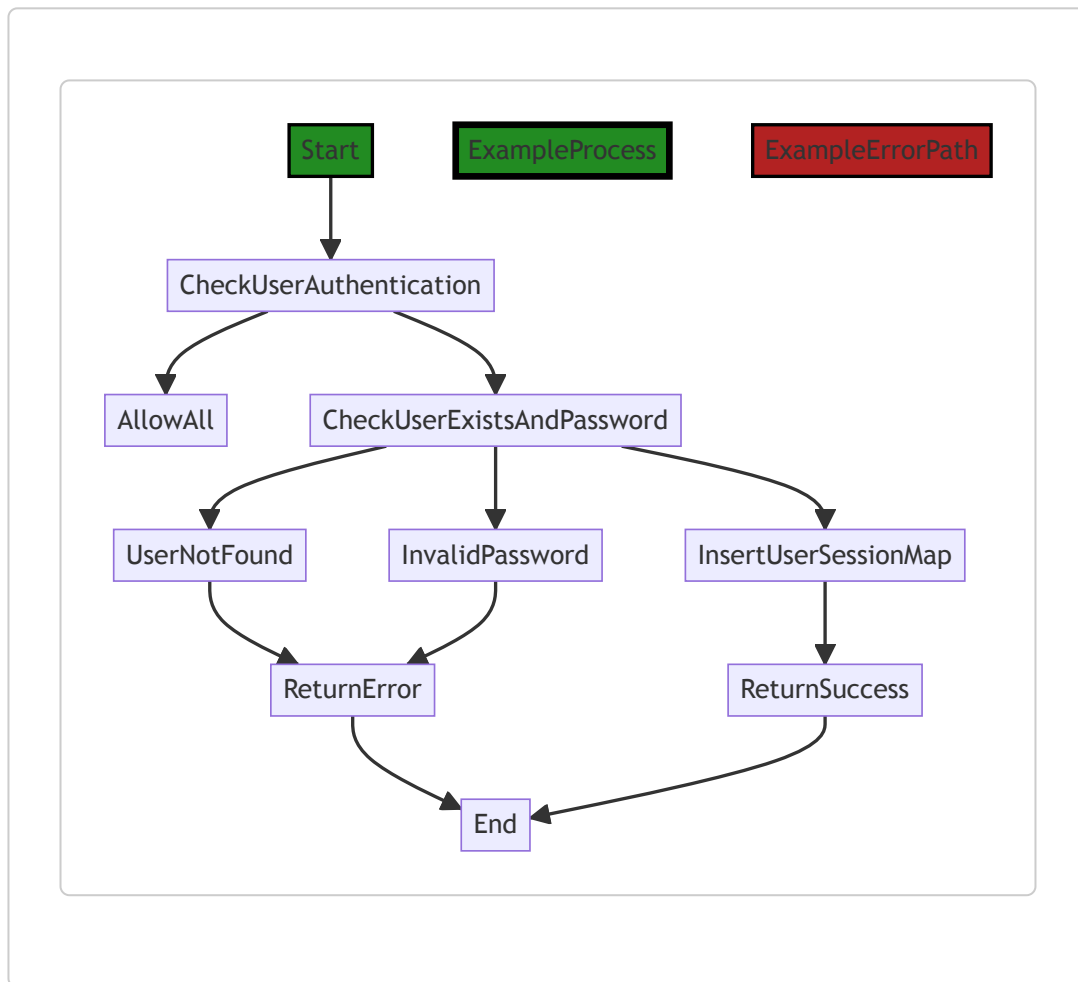 Start
ExampleProcess
ExampleErrorPath
CheckUserAuthentication
AllowAll
CheckUserExistsAndPassword
UserNotFound
InvalidPassword
InsertUserSessionMap
ReturnError
ReturnSuccess
End